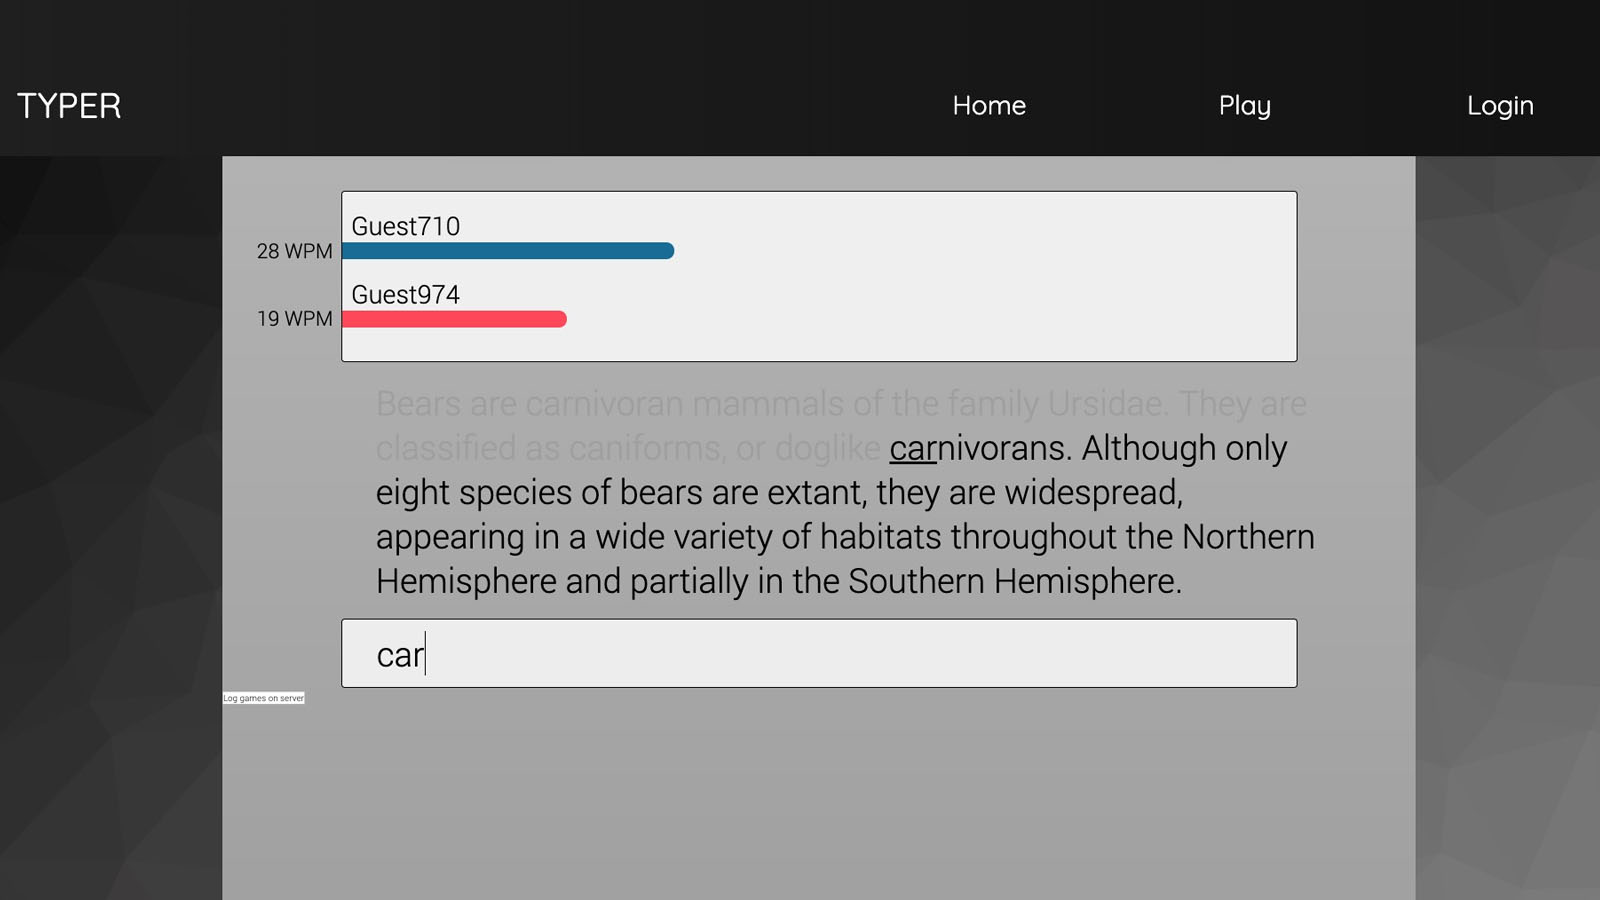 TYPER
Home
Play
Login
Guest710
28 WPM
Guest974
19 WPM
Bears are carnivoran mammals of the family Ursidae. They are
classified as caniforms, or doglike carnivorans. Although only
eight species of bears are extant, they are widespread,
appearing in a wide variety of habitats throughout the Northern
Hemisphere and partially in the Southern Hemisphere.
car
Log games on server